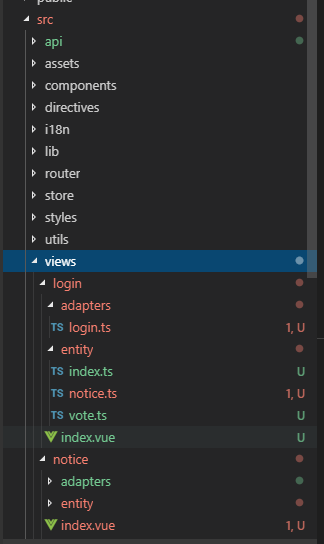 public
src
api
assets
components
directives
i18n
lib
router
store
styles
utils
views
login
adapters
TS login.ts 1, U
entity
TS index.ts U
TS notice.ts 1, U
TS vote.ts U
index.vue U
notice
adapters
entity
index.vue 1, U